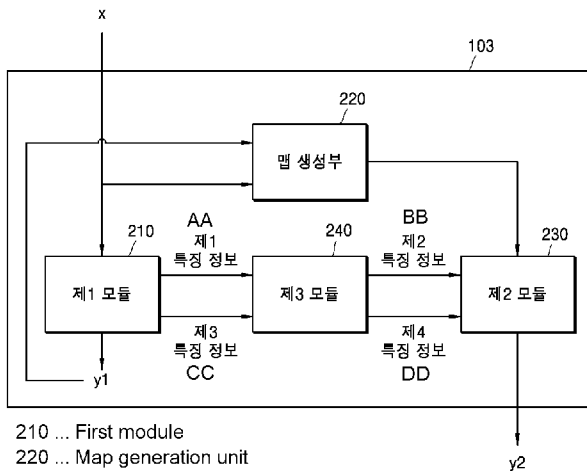 x
103
220
맵 생성부
AA
BB
210
제1
특징 정보
240
제2
특징 정보
230
제1 모듈
제3 모듈
제2 모듈
제3
특징 정보
제4
특징 정보
y1
CC
DD
210 ... First module
220 ... Map generation unit
y2